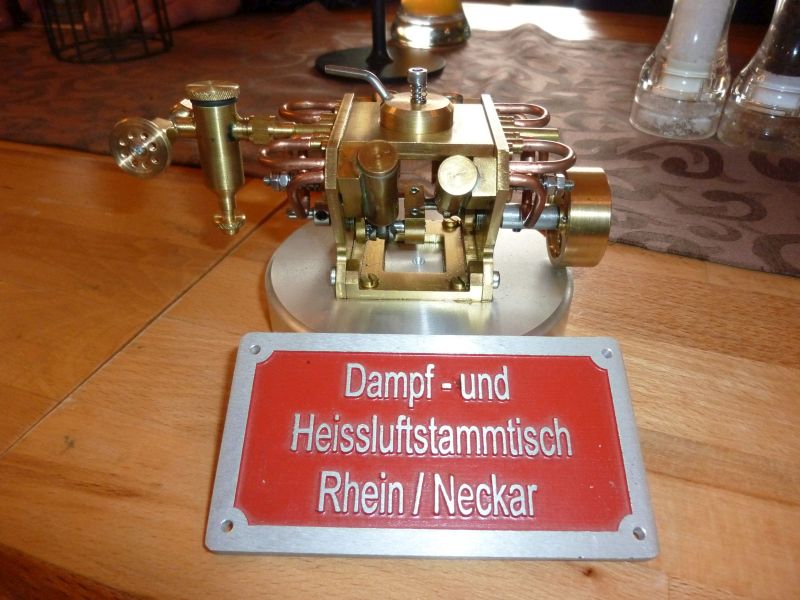 Dampf - und
Heissluftstammtisch
Rhein / Neckar